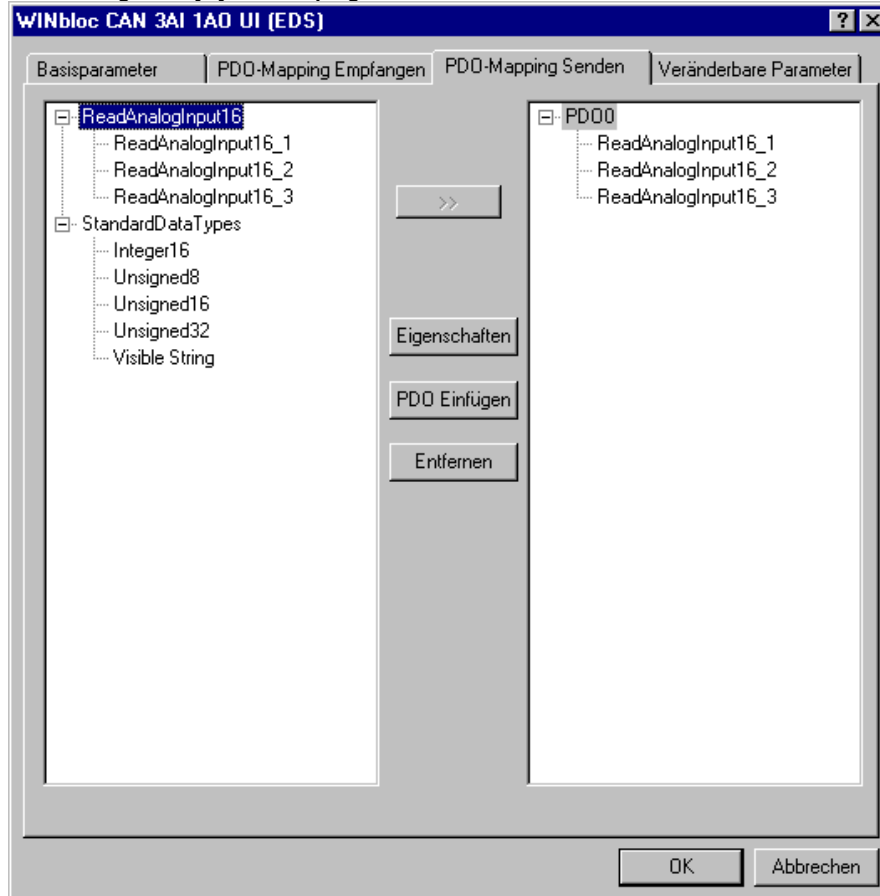 WINbloc CAN 3AI 1AO UI (EDS)
Basisparameter
PDO-Mapping Empfangen
PDO-Mapping Senden
Veränderbare Parameter
ReadAnalogInput16
ReadAnalogInput16_1
ReadAnalogInput16_2
ReadAnalogInput16_3
StandardDataTypes
Integer16
Unsigned8
Unsigned16
Unsigned32
Visible String
>>
Eigenschaften
PDO Einfügen
Entfernen
PDO0
ReadAnalogInput16_1
ReadAnalogInput16_2
ReadAnalogInput16_3
OK
Abbrechen